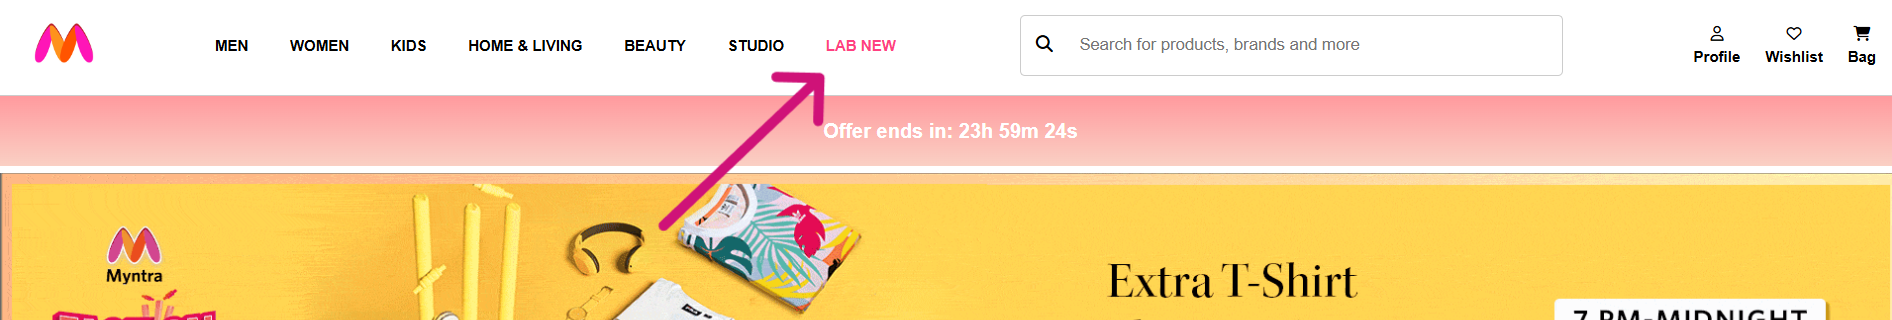 MEN WOMEN KIDS HOME & LIVING BEAUTY STUDIO LAB NEW
Search for products, brands and more
Profile Wishlist Bag
Offer ends in: 23h 59m 24s
Myntra
Extra T-Shirt
7 PM-MIDNIGHT